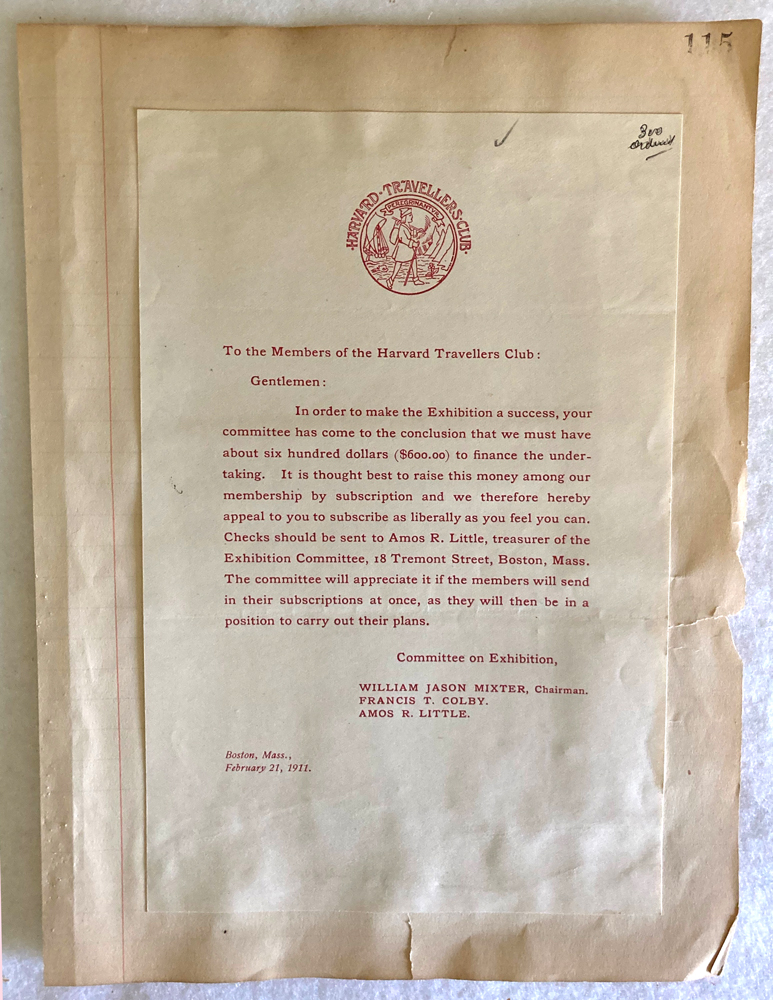 115
300
ordered
HARVARD·TRAVELLERS·CLUB·
To the Members of the Harvard Travellers Club:
Gentlemen:
In order to make the Exhibition a success, your
committee has come to the conclusion that we must have
about six hundred dollars ($600.00) to finance the under-
taking. It is thought best to raise this money among our
membership by subscription and we therefore hereby
appeal to you to subscribe as liberally as you feel you can.
Checks should be sent to Amos R. Little, treasurer of the
Exhibition Committee, 18 Tremont Street, Boston, Mass.
The committee will appreciate it if the members will send
in their subscriptions at once, as they will then be in a
position to carry out their plans.
Committee on Exhibition,
WILLIAM JASON MIXTER, Chairman.
FRANCIS T. COLBY.
AMOS R. LITTLE.
Boston, Mass.,
February 21, 1911.